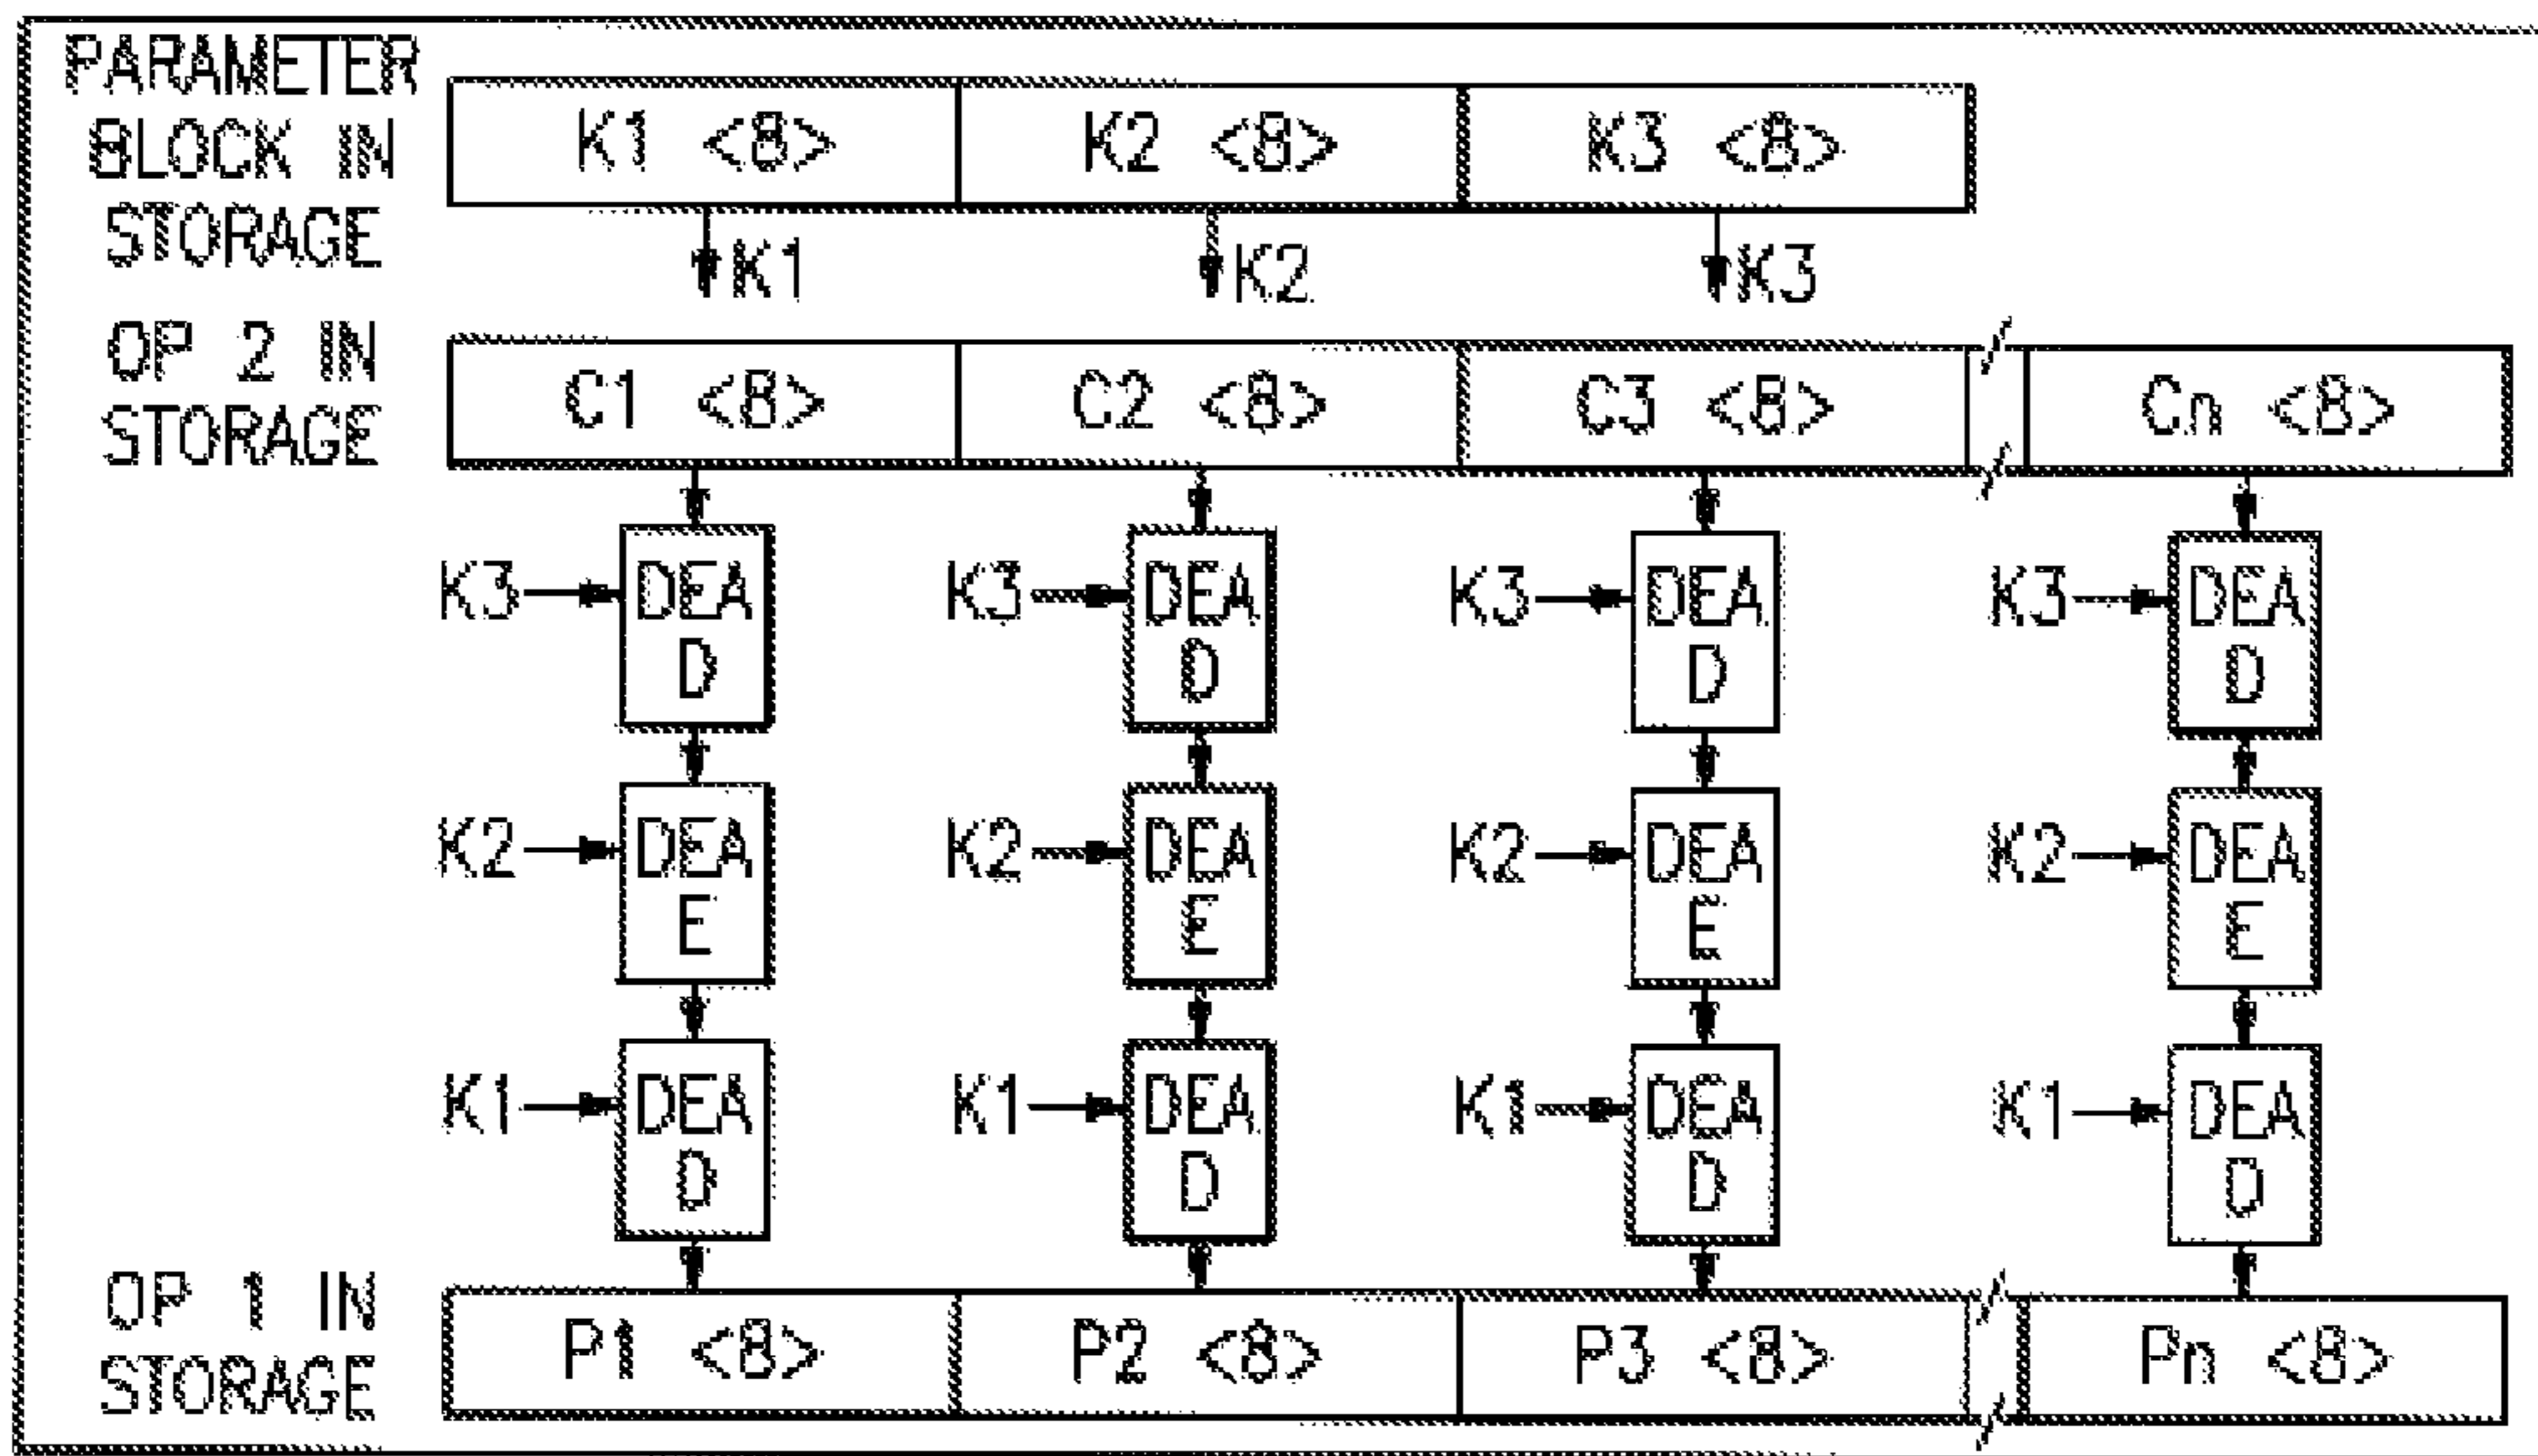 PARAMETER
BLOCK IN
STORAGE
K1 <8> K2 <8> K3 <8>
K1 K2 K3
OP 2 IN
STORAGE
C1 <8> C2 <8> C3 <8> Cn <8>
K3 DEA K3 DEA K3 DEA K3 DEA
D D D D
K2 DEA K2 DEA K2 DEA K2 DEA
E E E E
K1 DEA K1 DEA K1 DEA K1 DEA
D D D D
OP 1 IN
STORAGE
P1 <8> P2 <8> P3 <8> Pn <8>